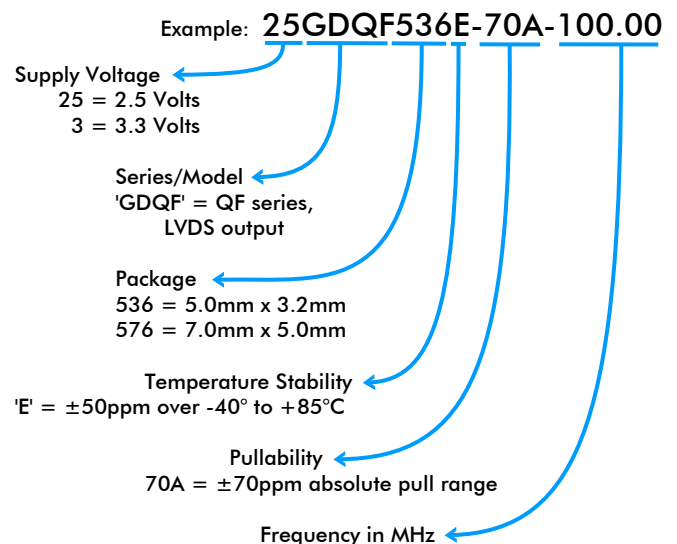 Example: 25GDQF536E-70A-100.00
Supply Voltage
25 = 2.5 Volts
3 = 3.3 Volts
Series/Model
'GDQF' = QF series,
LVDS output
Package
536 = 5.0mm x 3.2mm
576 = 7.0mm x 5.0mm
Temperature Stability
'E' = ±50ppm over -40° to +85°C
Pullability
70A = ±70ppm absolute pull range
Frequency in MHz